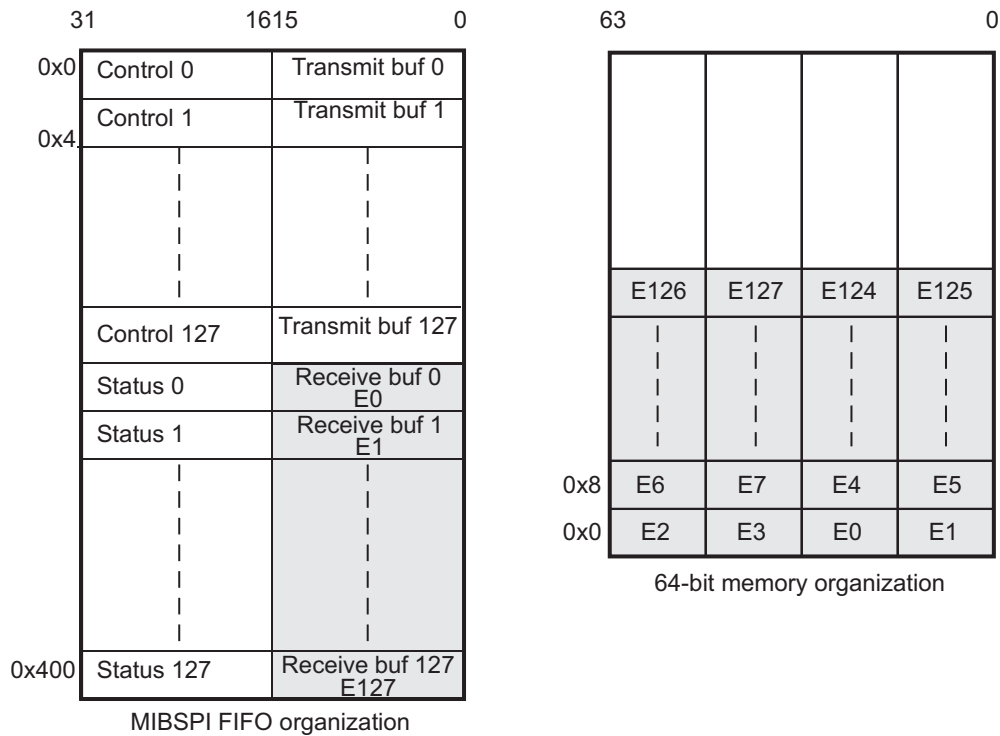 31 1615 0
0x0 Control 0 Transmit buf 0
Control 1 Transmit buf 1
0x4
Control 127 Transmit buf 127
Status 0 Receive buf 0
E0
Status 1 Receive buf 1
E1
0x400 Status 127 Receive buf 127
E127
MIBSPI FIFO organization
63 0
E126 E127 E124 E125
0x8 E6 E7 E4 E5
0x0 E2 E3 E0 E1
64-bit memory organization